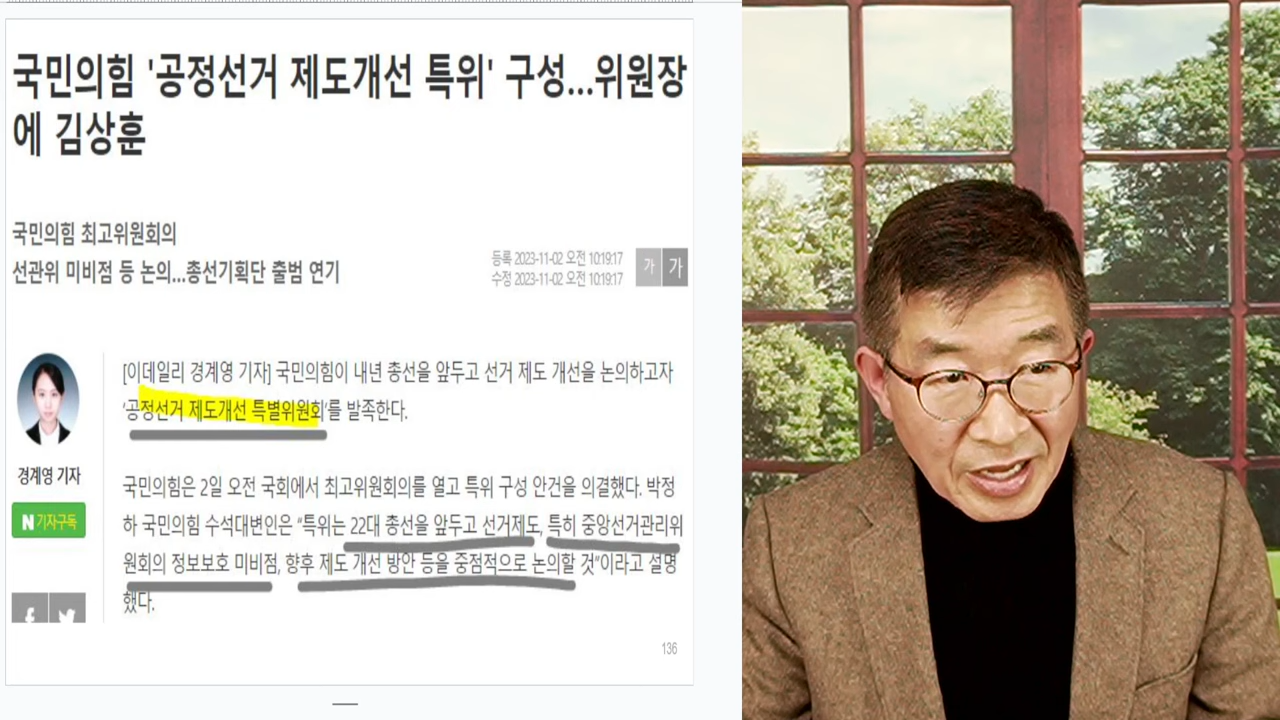 국민의힘 '공정선거 제도개선 특위' 구성...위원장
에 김상훈
국민의힘 최고위원회의
선관위 미비점 등 논의...총선기획단 출범 연기
등록 2023-11-02 오전 10:19:17
수정 2023-11-02 오전 10:19:17
가 가
[이데일리 경계영 기자] 국민의힘이 내년 총선을 앞두고 선거 제도 개선을 논의하고자
'공정선거 제도개선 특별위원회'를 발족한다.
경계영 기자
N 기자구독
국민의힘은 2일 오전 국회에서 최고위원회의를 열고 특위 구성 안건을 의결했다. 박정
하 국민의힘 수석대변인은 "특위는 22대 총선을 앞두고 선거제도, 특히 중앙선거관리위
원회의 정보보호 미비점, 향후 제도 개선 방안 등을 중점적으로 논의할 것"이라고 설명
했다.
136